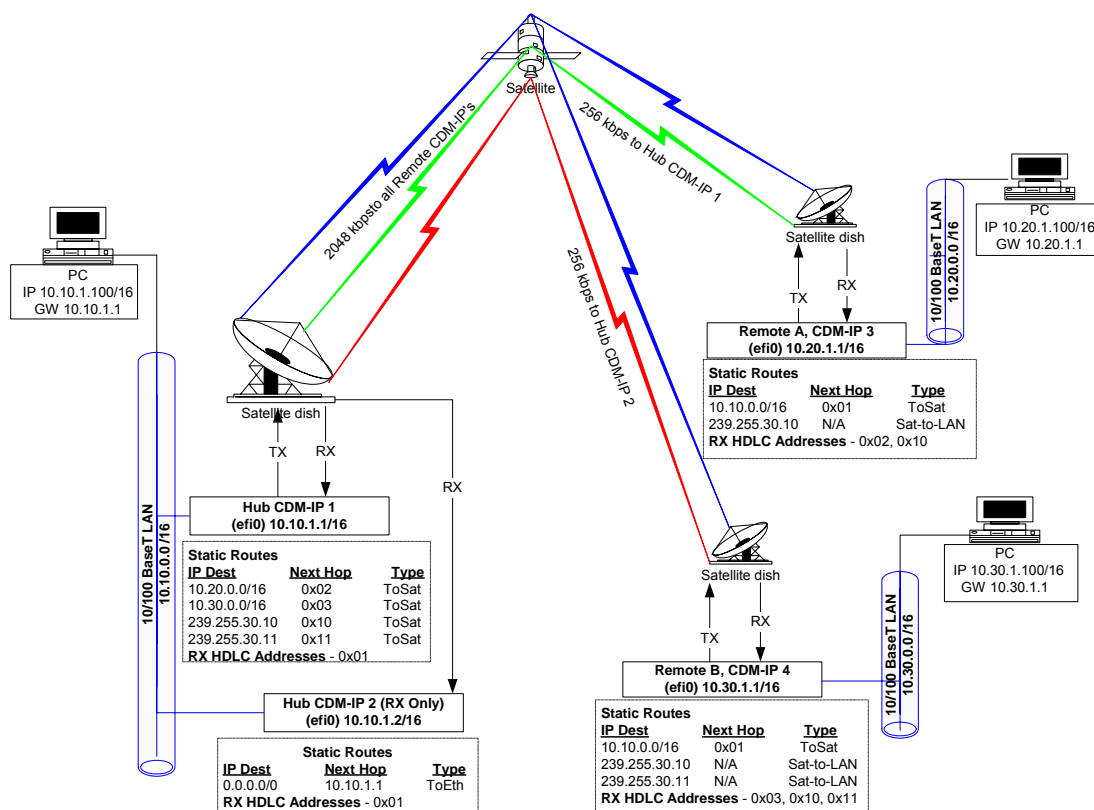 Satellite
2048 kbpsto all Remote CDM-IP's
256 kbps to Hub CDM-IP 1
256 kbps to Hub CDM-IP 2
PC
IP 10.10.1.100/16
GW 10.10.1.1
10/100 BaseT LAN
10.10.0.0 /16
Satellite dish
TX
RX
RX
Hub CDM-IP 1
(efi0) 10.10.1.1/16
Static Routes
IP Dest Next Hop Type
10.20.0.0/16 0x02 ToSat
10.30.0.0/16 0x03 ToSat
239.255.30.10 0x10 ToSat
239.255.30.11 0x11 ToSat
RX HDLC Addresses - 0x01
Hub CDM-IP 2 (RX Only)
(efi0) 10.10.1.2/16
Static Routes
IP Dest Next Hop Type
0.0.0.0/0 10.10.1.1 ToEth
RX HDLC Addresses - 0x01
Satellite dish
TX
RX
Remote A, CDM-IP 3
(efi0) 10.20.1.1/16
Static Routes
IP Dest Next Hop Type
10.10.0.0/16 0x01 ToSat
239.255.30.10 N/A Sat-to-LAN
RX HDLC Addresses - 0x02, 0x10
10/100 BaseT LAN
10.20.0.0 /16
PC
IP 10.20.1.100/16
GW 10.20.1.1
Satellite dish
TX
RX
Remote B, CDM-IP 4
(efi0) 10.30.1.1/16
Static Routes
IP Dest Next Hop Type
10.10.0.0/16 0x01 ToSat
239.255.30.10 N/A Sat-to-LAN
239.255.30.11 N/A Sat-to-LAN
RX HDLC Addresses - 0x03, 0x10, 0x11
10/100 BaseT LAN
10.30.0.0 /16
PC
IP 10.30.1.100/16
GW 10.30.1.1